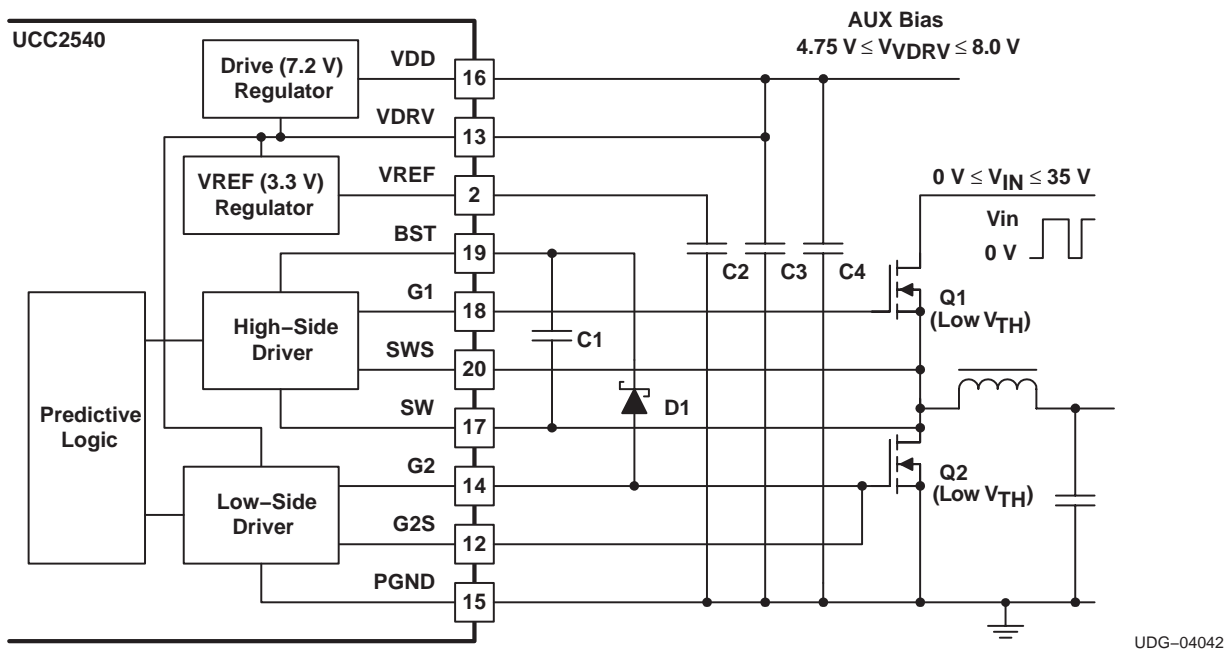 UCC2540
AUX Bias
4.75 V ≤ VVDRV ≤ 8.0 V
Drive (7.2 V)
Regulator
VDD
16
VDRV
13
VREF (3.3 V)
Regulator
VREF
2
0 V ≤ VIN ≤ 35 V
Vin
0 V
BST
19
C2
C3
C4
G1
18
Q1
(Low VTH)
High–Side
Driver
C1
SWS
20
Predictive
Logic
SW
17
D1
G2
14
Q2
(Low VTH)
Low–Side
Driver
G2S
12
PGND
15
UDG–04042